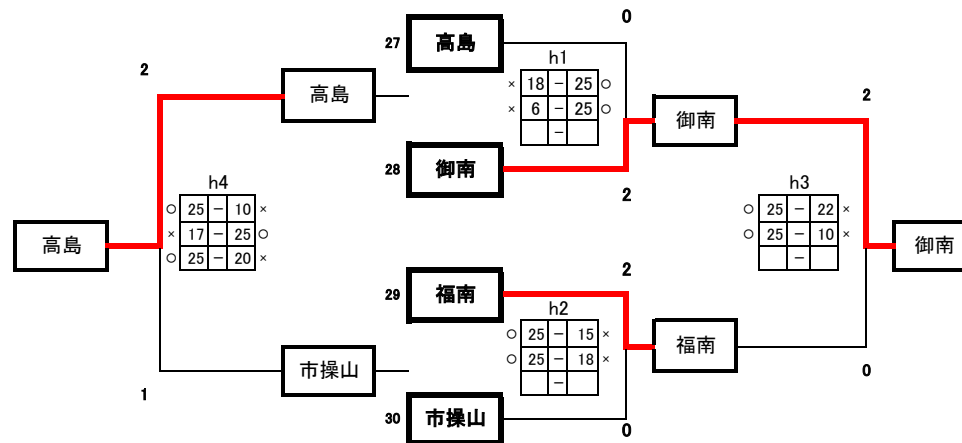 0
27 高島
h1
2
高島
× 18 - 25 ○
× 6 - 25 ○
-
御南
2
28 御南
2
h4
○ 25 - 10 ×
× 17 - 25 ○
○ 25 - 20 ×
h3
○ 25 - 22 ×
○ 25 - 10 ×
-
高島
御南
2
29 福南
h2
○ 25 - 15 ×
○ 25 - 18 ×
-
福南
市操山
1
0
30 市操山
0